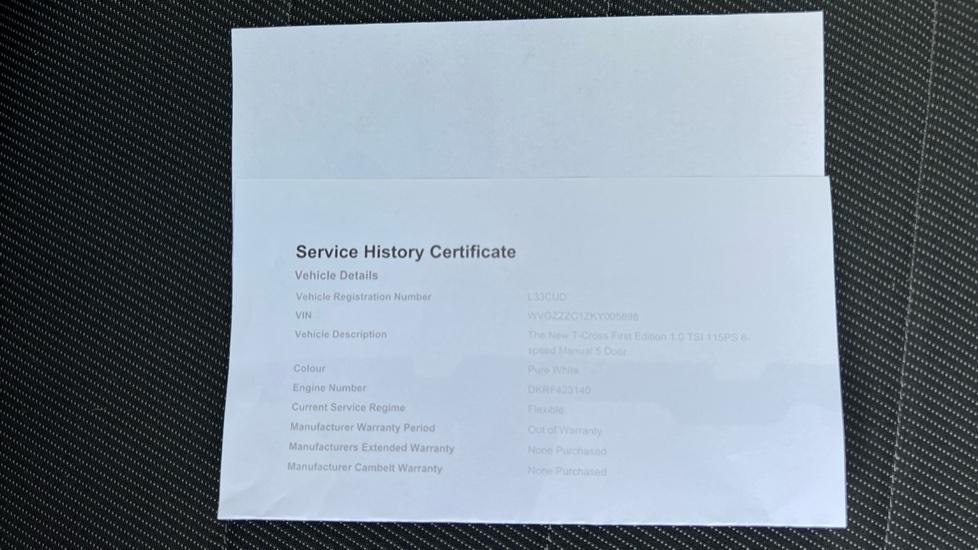 Service History Certificate
Vehicle Details
Vehicle Registration Number L33CUD
VIN WVGZZZC1ZKY005898
Vehicle Description The New T-Cross First Edition 1.0 TSI 115PS 6-
speed Manual 5 Door
Colour Pure White
Engine Number DKRF423140
Current Service Regime Flexible
Manufacturer Warranty Period Out of Warranty
Manufacturers Extended Warranty None Purchased
Manufacturer Cambelt Warranty None Purchased